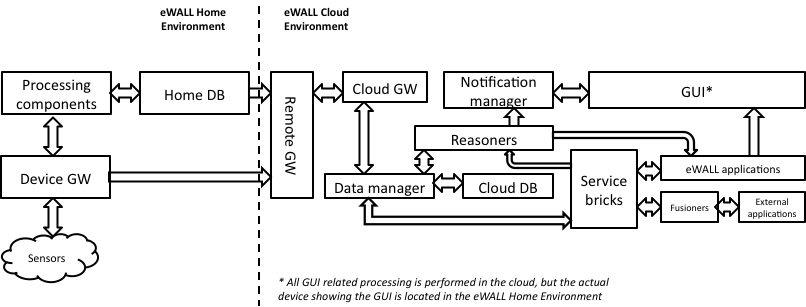 eWALL Home
Environment
eWALL Cloud
Environment
Processing
components
Home DB
Remote GW
Cloud GW
Notification
manager
GUI*
Reasoners
Device GW
Data manager
Cloud DB
Service
bricks
eWALL applications
Fusioners
External
applications
Sensors
* All GUI related processing is performed in the cloud, but the actual
device showing the GUI is located in the eWALL Home Environment